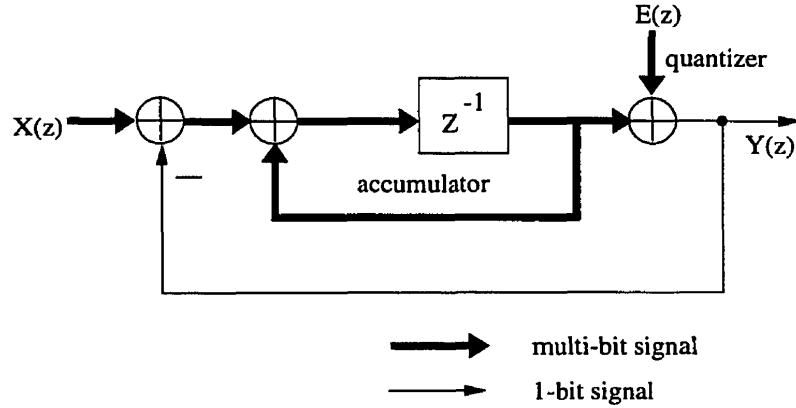 E(z)
quantizer
X(z)
Z-1
Y(z)
accumulator
—
multi-bit signal
1-bit signal